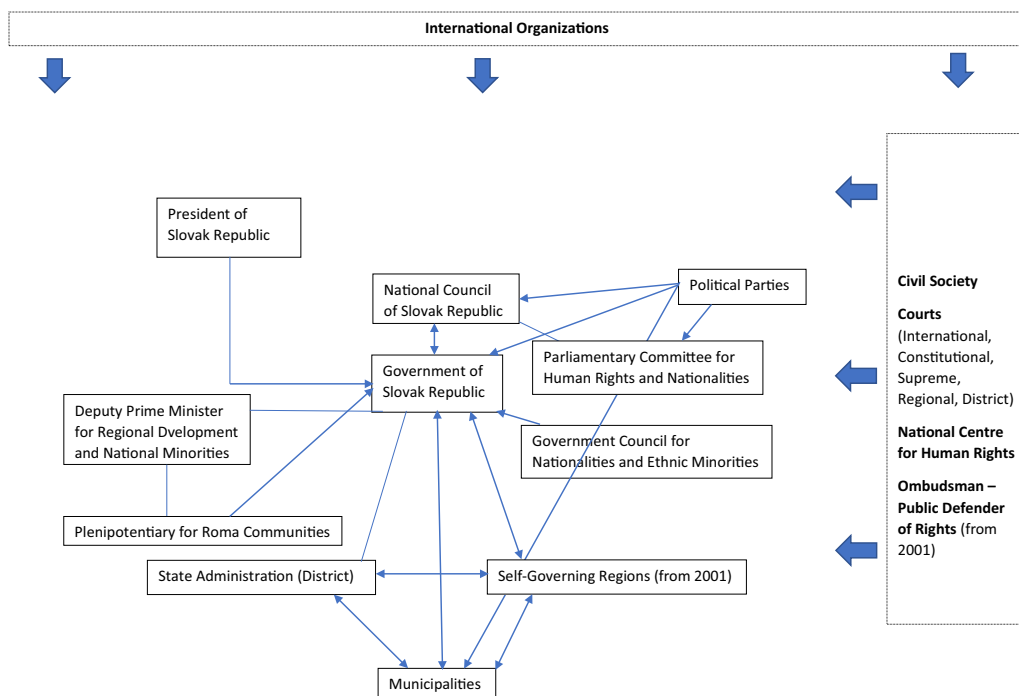 International Organizations
President of
Slovak Republic
National Council
of Slovak Republic
Political Parties
Parliamentary Committee for
Human Rights and Nationalities
Government of
Slovak Republic
Deputy Prime Minister
for Regional Dvelopment
and National Minorities
Government Council for
Nationalities and Ethnic Minorities
Plenipotentiary for Roma Communities
State Administration (District)
Self-Governing Regions (from 2001)
Municipalities
Civil Society
Courts
(International,
Constitutional,
Supreme,
Regional, District)
National Centre
for Human Rights
Ombudsman –
Public Defender
of Rights (from
2001)